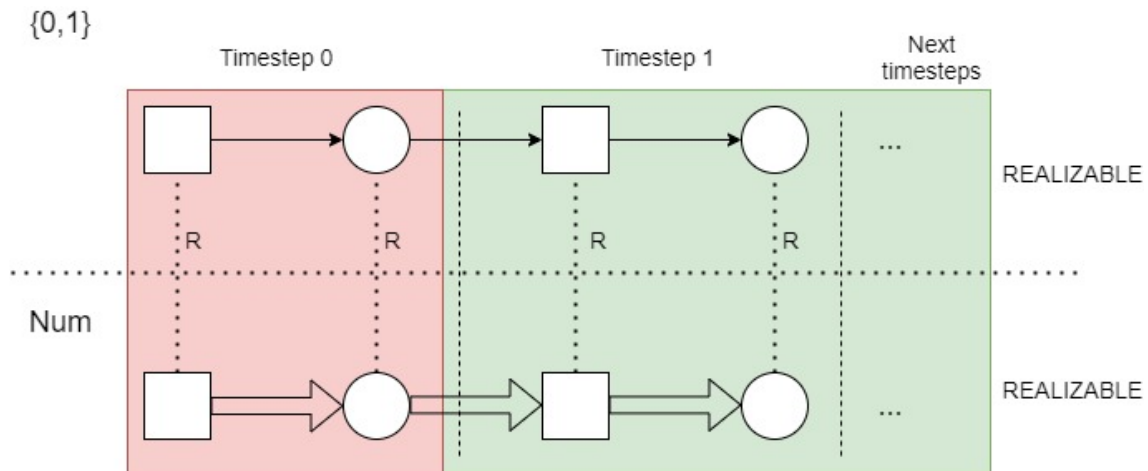 {0,1}
Timestep 0
Timestep 1
Next
timesteps
...
REALIZABLE
R
R
R
R
Num
...
REALIZABLE